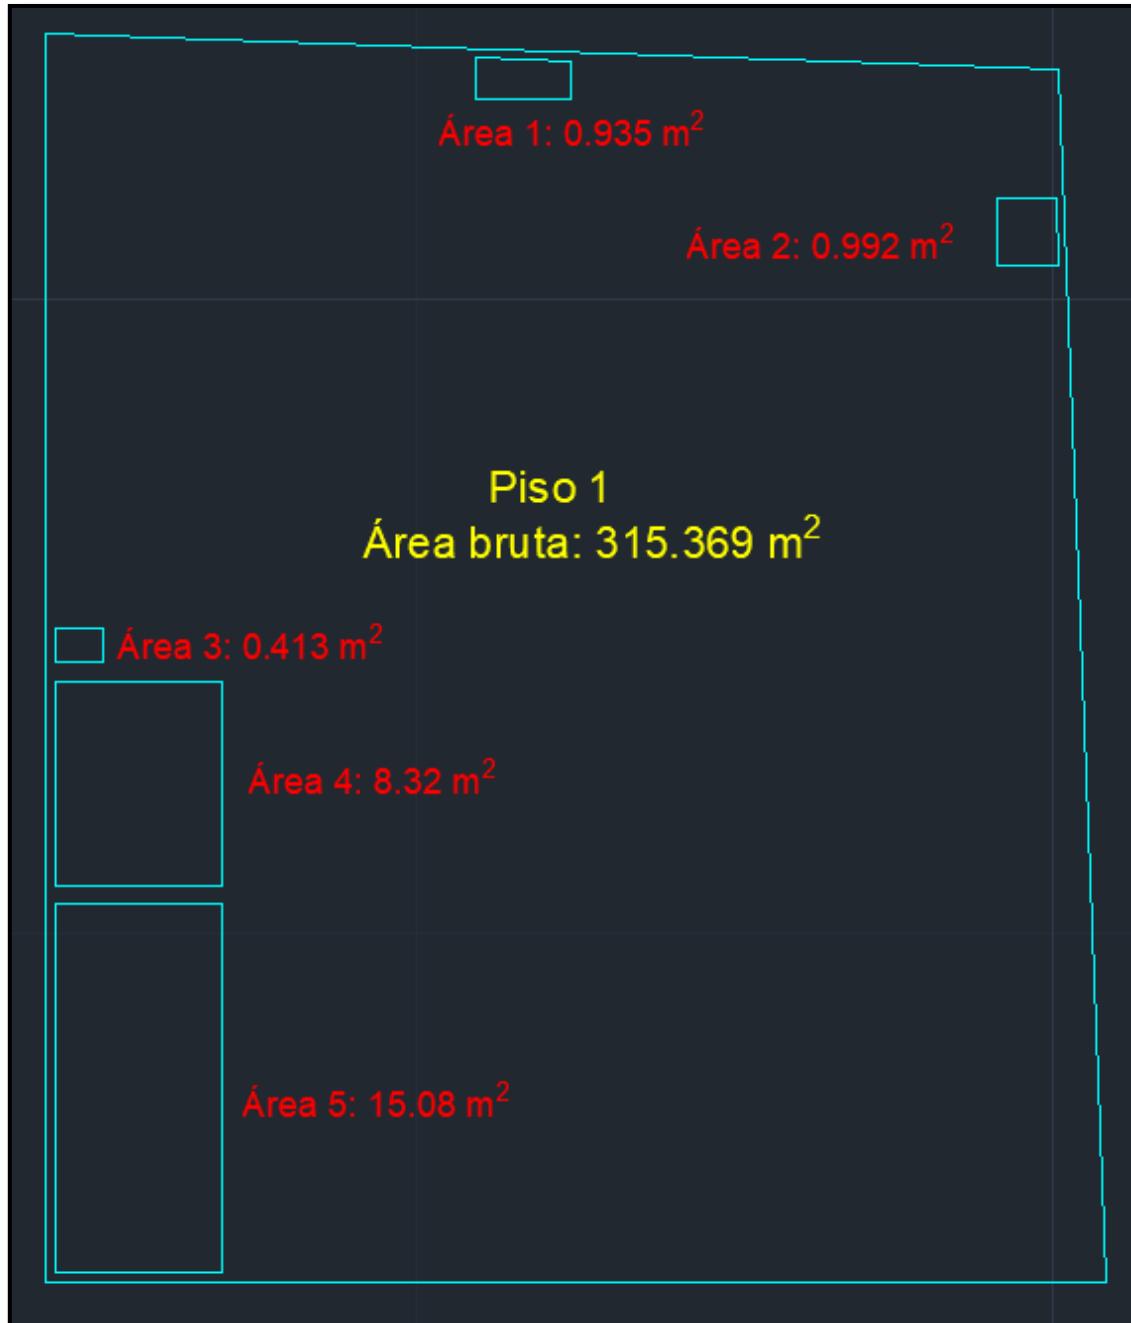 Área 1: 0.935 m²
Área 2: 0.992 m²
Piso 1
Área bruta: 315.369 m²
Área 3: 0.413 m²
Área 4: 8.32 m²
Área 5: 15.08 m²